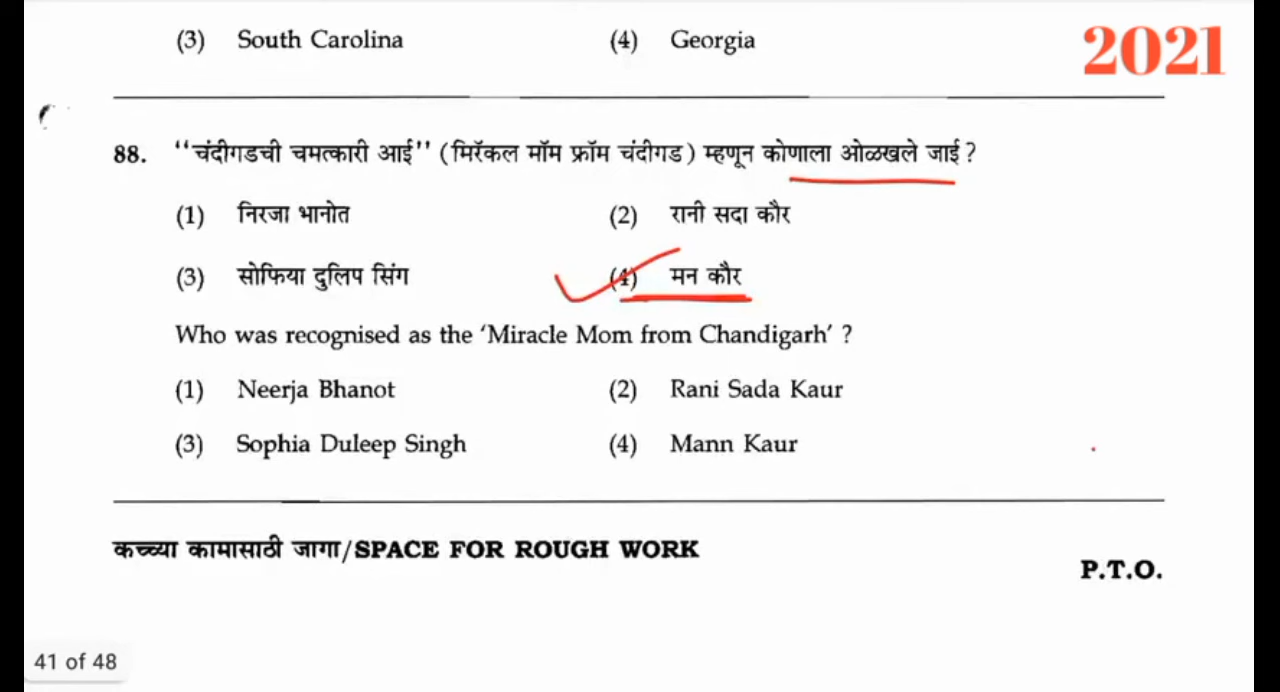 (3) South Carolina (4) Georgia
2021
88. “चंदीगडची चमत्कारी आई” (मिरॅकल मॉम फ्रॉम चंदीगड) म्हणून कोणाला ओळखले जाई ?
(1) निरजा भानोत (2) रानी सदा कौर
(3) सोफिया दुलिप सिंग (4) मन कौर
Who was recognised as the ‘Miracle Mom from Chandigarh’ ?
(1) Neerja Bhanot (2) Rani Sada Kaur
(3) Sophia Duleep Singh (4) Mann Kaur
कच्च्या कामासाठी जागा/SPACE FOR ROUGH WORK
P.T.O.
41 of 48